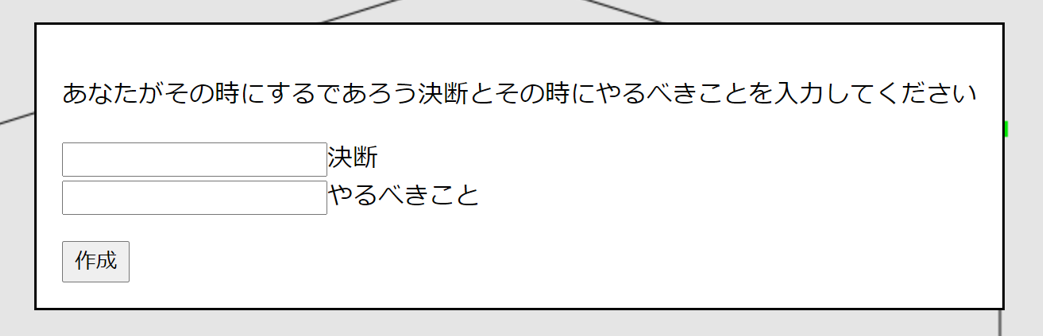 あなたがその時にするであろう決断とその時にやるべきことを入力してください
決断
やるべきこと
作成